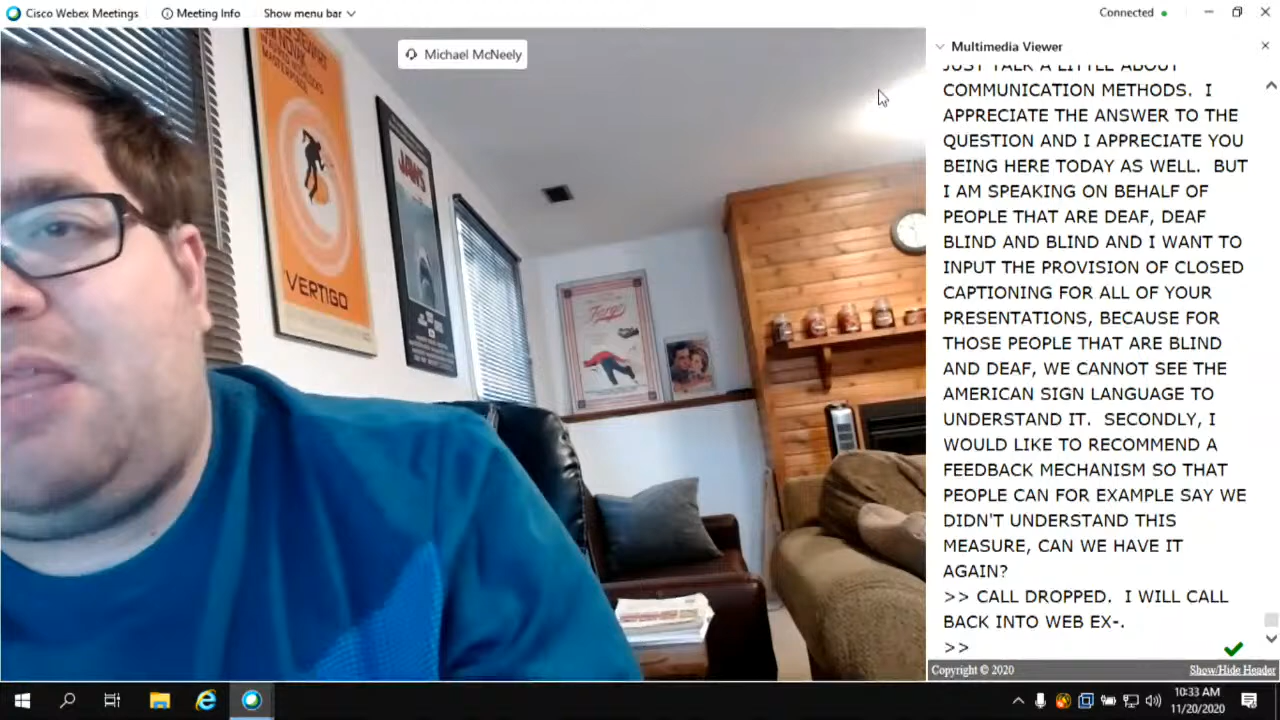 Cisco Webex Meetings
Meeting Info
Show menu bar
Connected
Michael McNeely
Multimedia Viewer
JUST TALK A LITTLE ABOUT
COMMUNICATION METHODS. I
APPRECIATE THE ANSWER TO THE
QUESTION AND I APPRECIATE YOU
BEING HERE TODAY AS WELL. BUT
I AM SPEAKING ON BEHALF OF
PEOPLE THAT ARE DEAF, DEAF
BLIND AND BLIND AND I WANT TO
INPUT THE PROVISION OF CLOSED
CAPTIONING FOR ALL OF YOUR
PRESENTATIONS, BECAUSE FOR
THOSE PEOPLE THAT ARE BLIND
AND DEAF, WE CANNOT SEE THE
AMERICAN SIGN LANGUAGE TO
UNDERSTAND IT. SECONDLY, I
WOULD LIKE TO RECOMMEND A
FEEDBACK MECHANISM SO THAT
PEOPLE CAN FOR EXAMPLE SAY WE
DIDN'T UNDERSTAND THIS
MEASURE, CAN WE HAVE IT
AGAIN?
>> CALL DROPPED. I WILL CALL
BACK INTO WEB EX-.
>>
Copyright © 2020
Show/Hide Header
VERTIGO
JAWS
Fargo
10:33 AM
11/20/2020